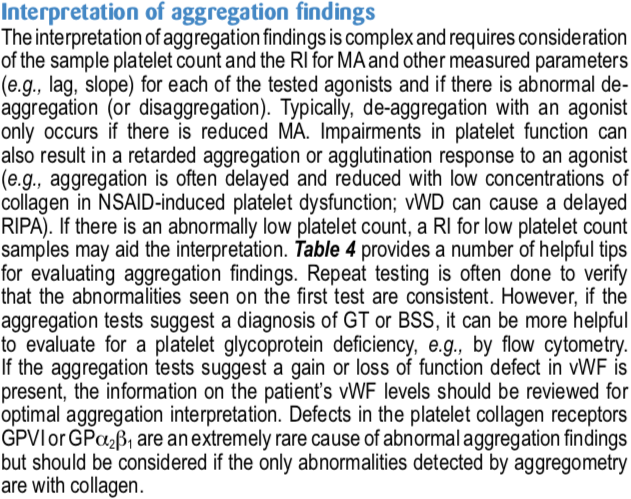 Interpretation of aggregation findings
The interpretation of aggregation findings is complex and requires consideration
of the sample platelet count and the RI for MA and other measured parameters
(e.g., lag, slope) for each of the tested agonists and if there is abnormal de-
aggregation (or disaggregation). Typically, de-aggregation with an agonist
only occurs if there is reduced MA. Impairments in platelet function can
also result in a retarded aggregation or agglutination response to an agonist
(e.g., aggregation is often delayed and reduced with low concentrations of
collagen in NSAID-induced platelet dysfunction; vWD can cause a delayed
RIPA). If there is an abnormally low platelet count, a RI for low platelet count
samples may aid the interpretation. Table 4 provides a number of helpful tips
for evaluating aggregation findings. Repeat testing is often done to verify
that the abnormalities seen on the first test are consistent. However, if the
aggregation tests suggest a diagnosis of GT or BSS, it can be more helpful
to evaluate for a platelet glycoprotein deficiency, e.g., by flow cytometry.
If the aggregation tests suggest a gain or loss of function defect in vWF is
present, the information on the patient's vWF levels should be reviewed for
optimal aggregation interpretation. Defects in the platelet collagen receptors
GPVI or GPα₂β₁ are an extremely rare cause of abnormal aggregation findings
but should be considered if the only abnormalities detected by aggregometry
are with collagen.